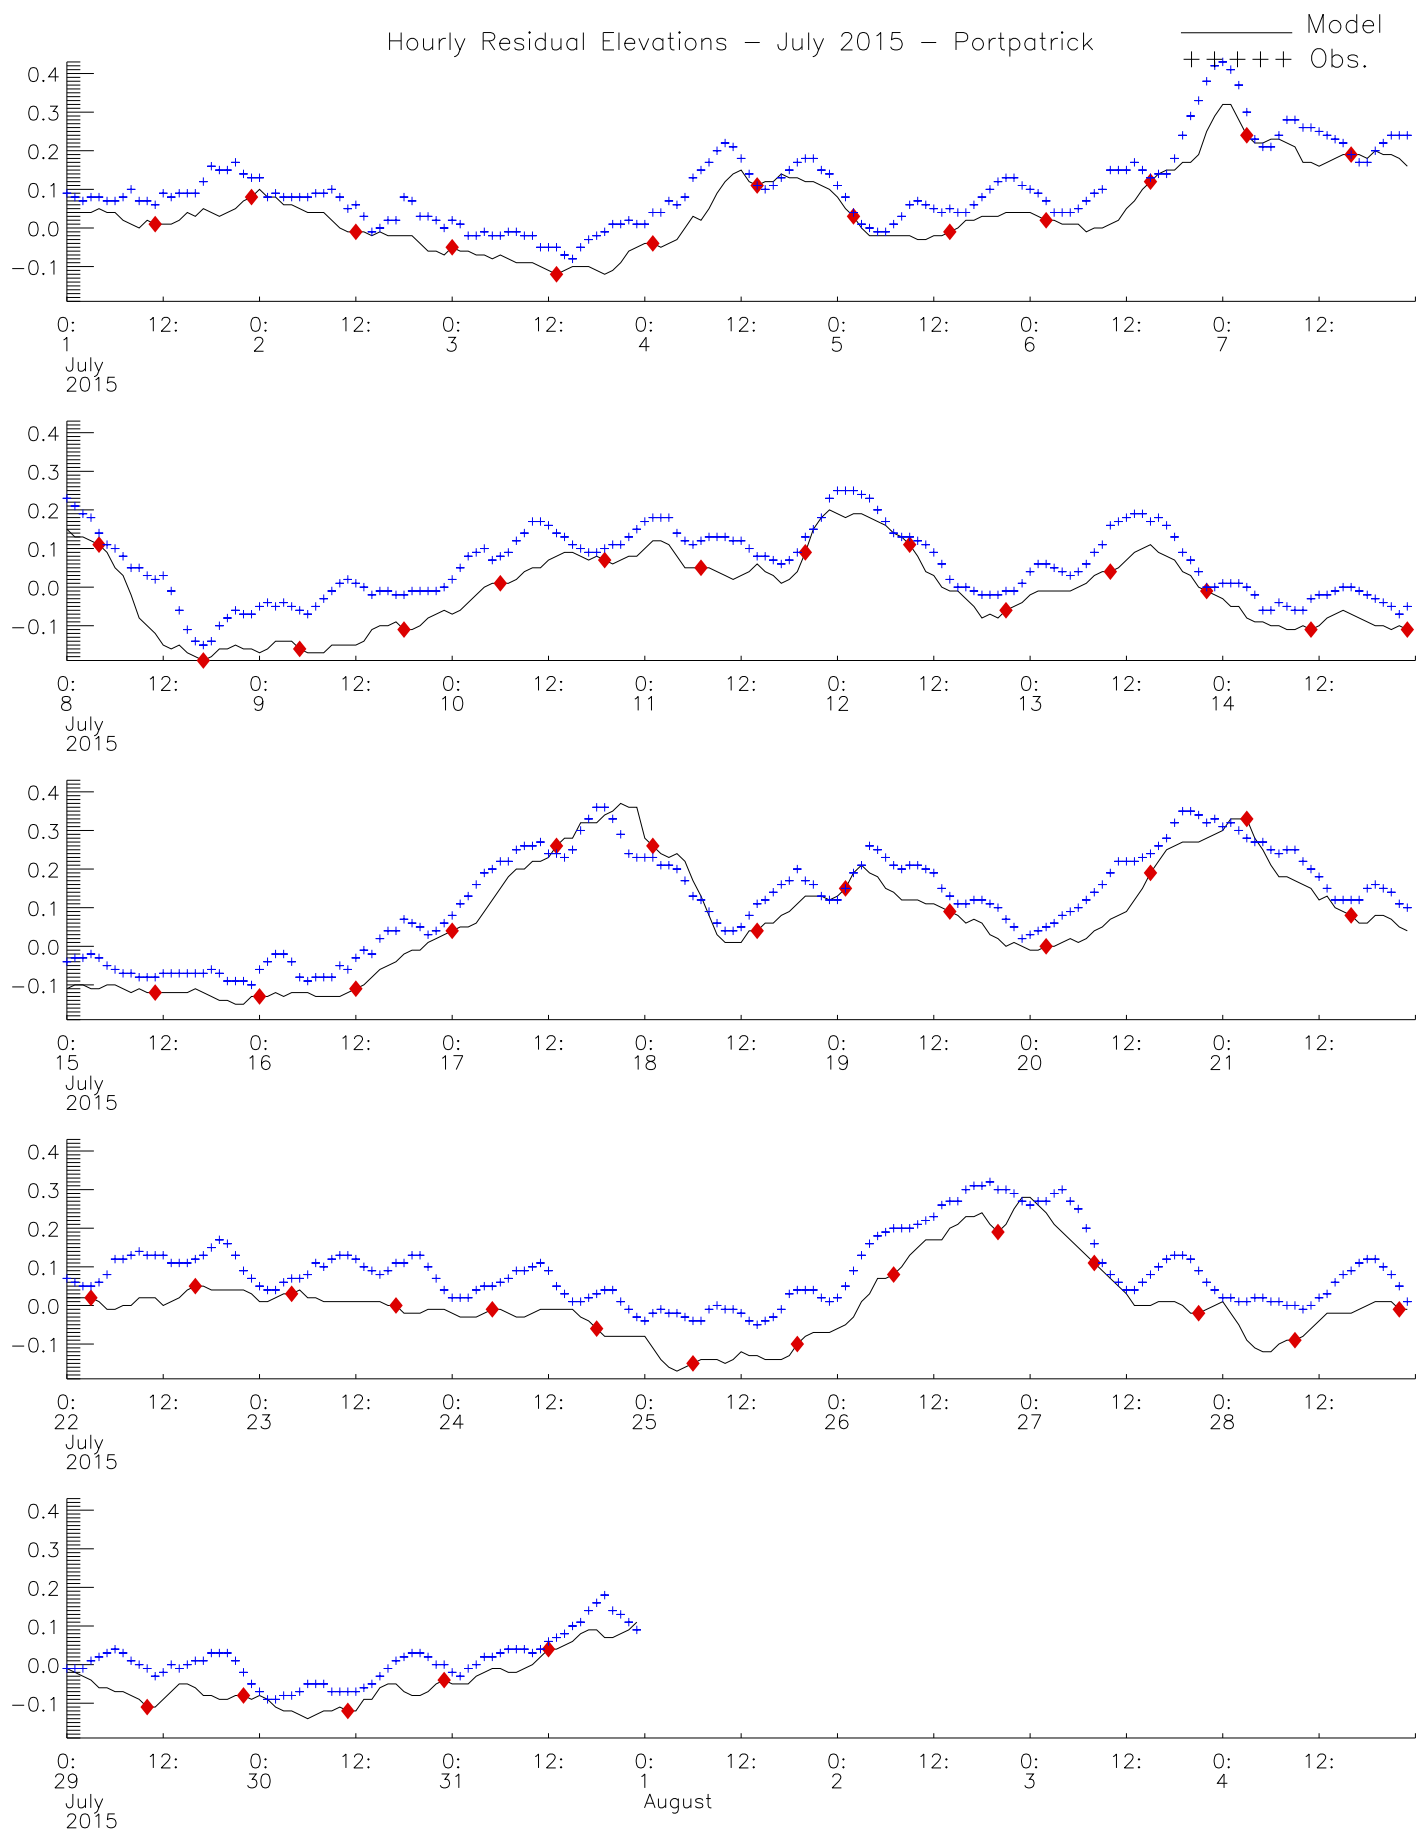 Hourly Residual Elevations – July 2015 – Portpatrick
Model
Obs.
0.4
0.3
0.2
0.1
0.0
−0.1
0: 12: 0: 12: 0: 12: 0: 12: 0: 12: 0: 12: 0: 12:
1 2 3 4 5 6 7
July
2015
0.4
0.3
0.2
0.1
0.0
−0.1
0: 12: 0: 12: 0: 12: 0: 12: 0: 12: 0: 12: 0: 12:
8 9 10 11 12 13 14
July
2015
0.4
0.3
0.2
0.1
0.0
−0.1
0: 12: 0: 12: 0: 12: 0: 12: 0: 12: 0: 12: 0: 12:
15 16 17 18 19 20 21
July
2015
0.4
0.3
0.2
0.1
0.0
−0.1
0: 12: 0: 12: 0: 12: 0: 12: 0: 12: 0: 12: 0: 12:
22 23 24 25 26 27 28
July
2015
0.4
0.3
0.2
0.1
0.0
−0.1
0: 12: 0: 12: 0: 12: 0: 12: 0: 12: 0: 12: 0: 12:
29 30 31 1 2 3 4
July August
2015